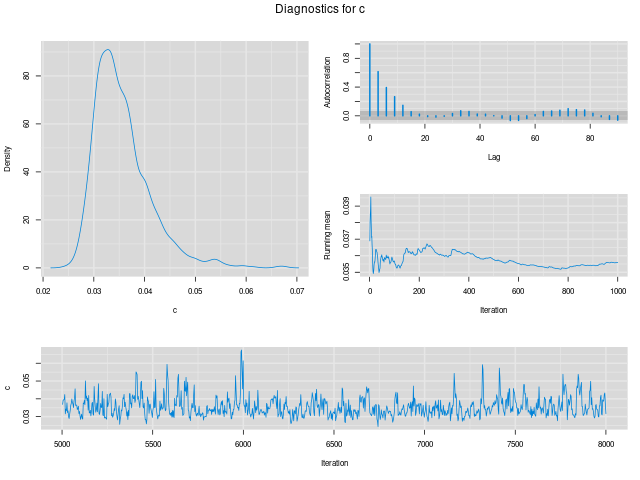 Diagnostics for c
Density
0 20 40 60 80
0.02 0.03 0.04 0.05 0.06 0.07
c
Autocorrelation
0.0 0.4 0.8
0 20 40 60 80
Lag
Running mean
0.035 0.037 0.039
0 200 400 600 800 1000
Iteration
c
0.03 0.05
5000 5500 6000 6500 7000 7500 8000
Iteration